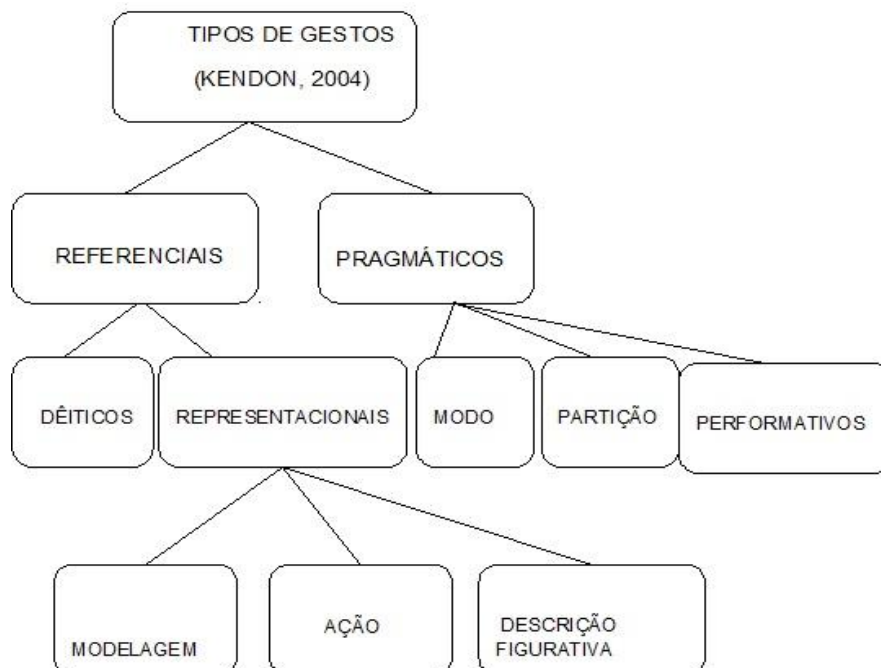 TIPOS DE GESTOS
(KENDON, 2004)
REFERENCIAIS
PRAGMÁTICOS
DÊITICOS
REPRESENTACIONAIS
MODO
PARTIÇÃO
PERFORMATIVOS
MODELAGEM
AÇÃO
DESCRIÇÃO
FIGURATIVA